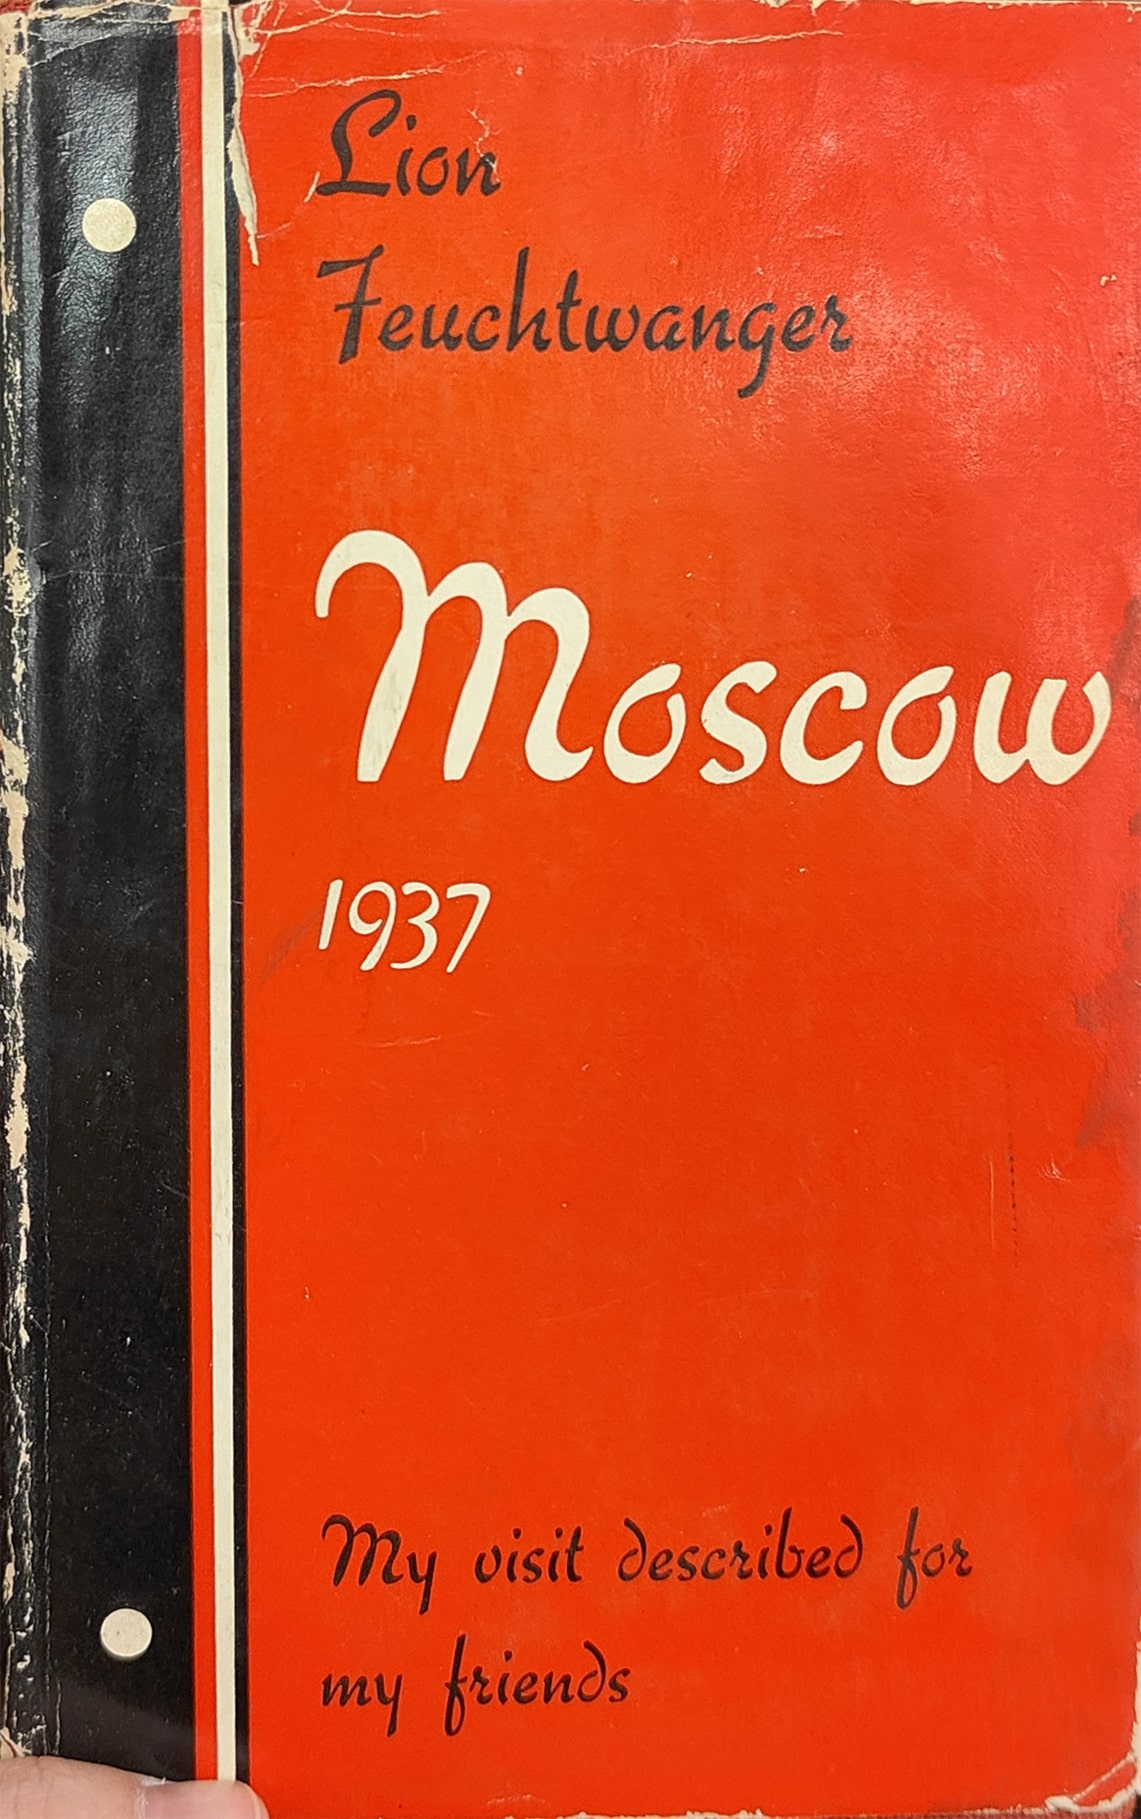 Lion
Feuchtwanger
Moscow
1937
My visit described for
my friends